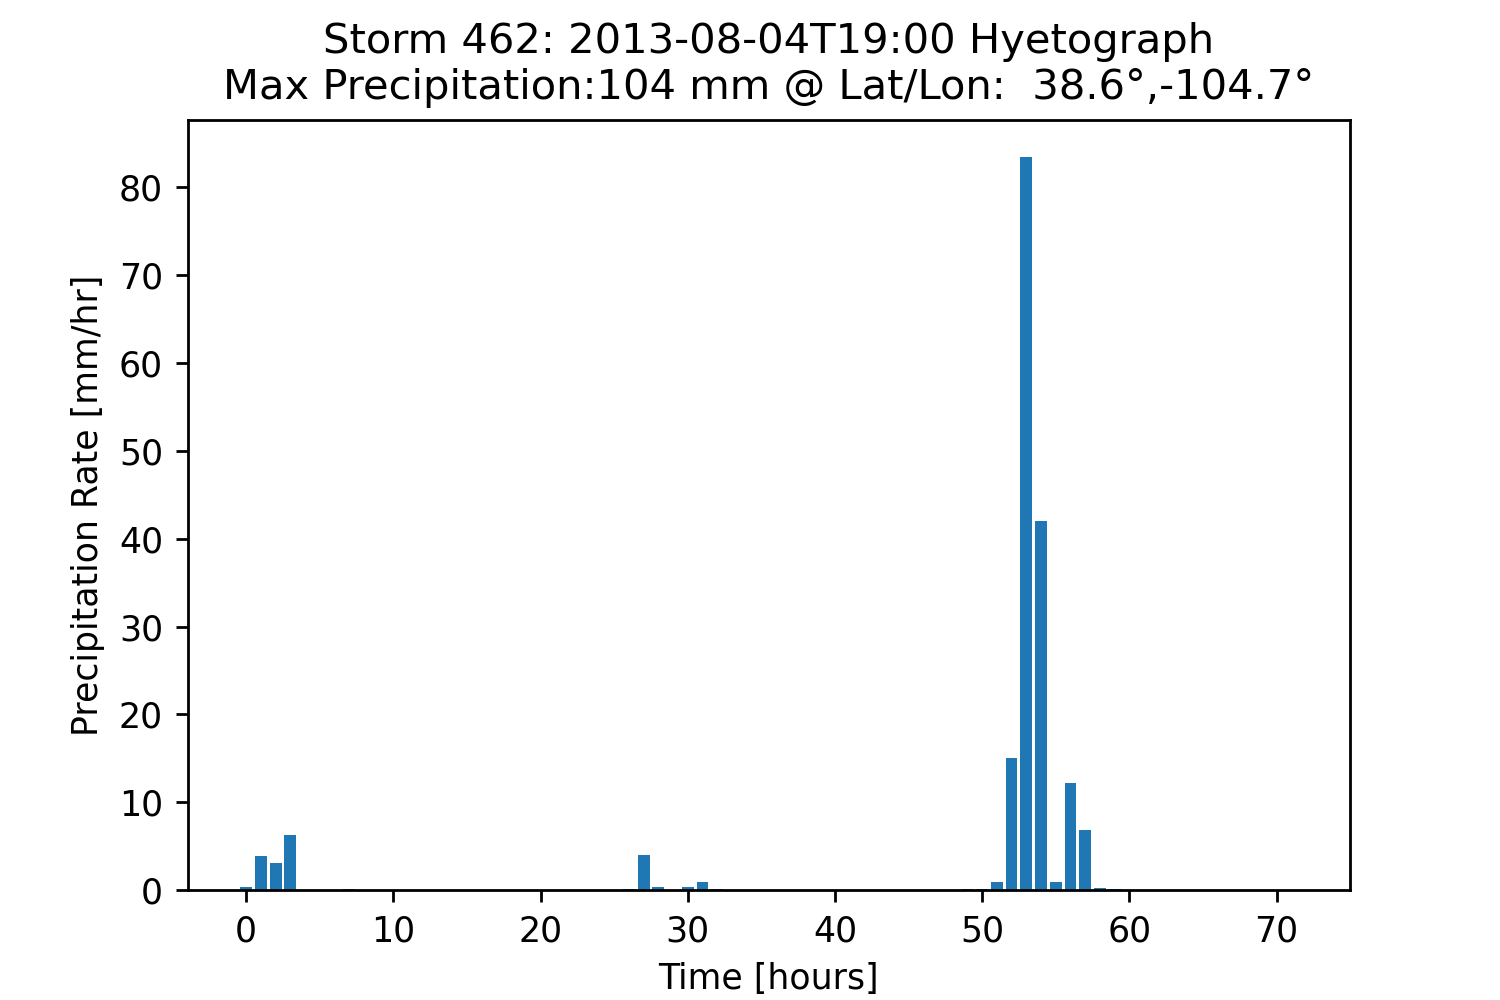 Storm 462: 2013-08-04T19:00 Hyetograph
Max Precipitation:104 mm @ Lat/Lon:  38.6°,-104.7°
Precipitation Rate [mm/hr]
80
70
60
50
40
30
20
10
0
0 10 20 30 40 50 60 70
Time [hours]